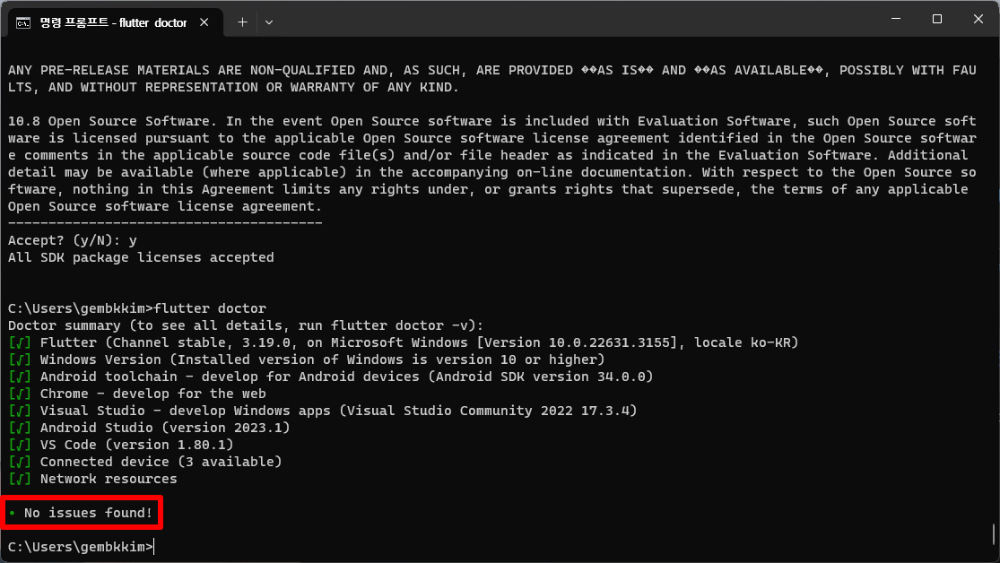 명령 프롬프트 - flutter doctor
ANY PRE-RELEASE MATERIALS ARE NON-QUALIFIED AND, AS SUCH, ARE PROVIDED ��AS IS�� AND ��AS AVAILABLE��, POSSIBLY WITH FAU
LTS, AND WITHOUT REPRESENTATION OR WARRANTY OF ANY KIND.
10.8 Open Source Software. In the event Open Source software is included with Evaluation Software, such Open Source soft
ware is licensed pursuant to the applicable Open Source software license agreement identified in the Open Source softwar
e comments in the applicable source code file(s) and/or file header as indicated in the Evaluation Software. Additional
detail may be available (where applicable) in the accompanying on-line documentation. With respect to the Open Source so
ftware, nothing in this Agreement limits any rights under, or grants rights that supersede, the terms of any applicable
Open Source software license agreement.
---------------------------------------
Accept? (y/N): y
All SDK package licenses accepted
C:\Users\gembkkim>flutter doctor
Doctor summary (to see all details, run flutter doctor -v):
[√] Flutter (Channel stable, 3.19.0, on Microsoft Windows [Version 10.0.22631.3155], locale ko-KR)
[√] Windows Version (Installed version of Windows is version 10 or higher)
[√] Android toolchain - develop for Android devices (Android SDK version 34.0.0)
[√] Chrome - develop for the web
[√] Visual Studio - develop Windows apps (Visual Studio Community 2022 17.3.4)
[√] Android Studio (version 2023.1)
[√] VS Code (version 1.80.1)
[√] Connected device (3 available)
[√] Network resources
• No issues found!
C:\Users\gembkkim>